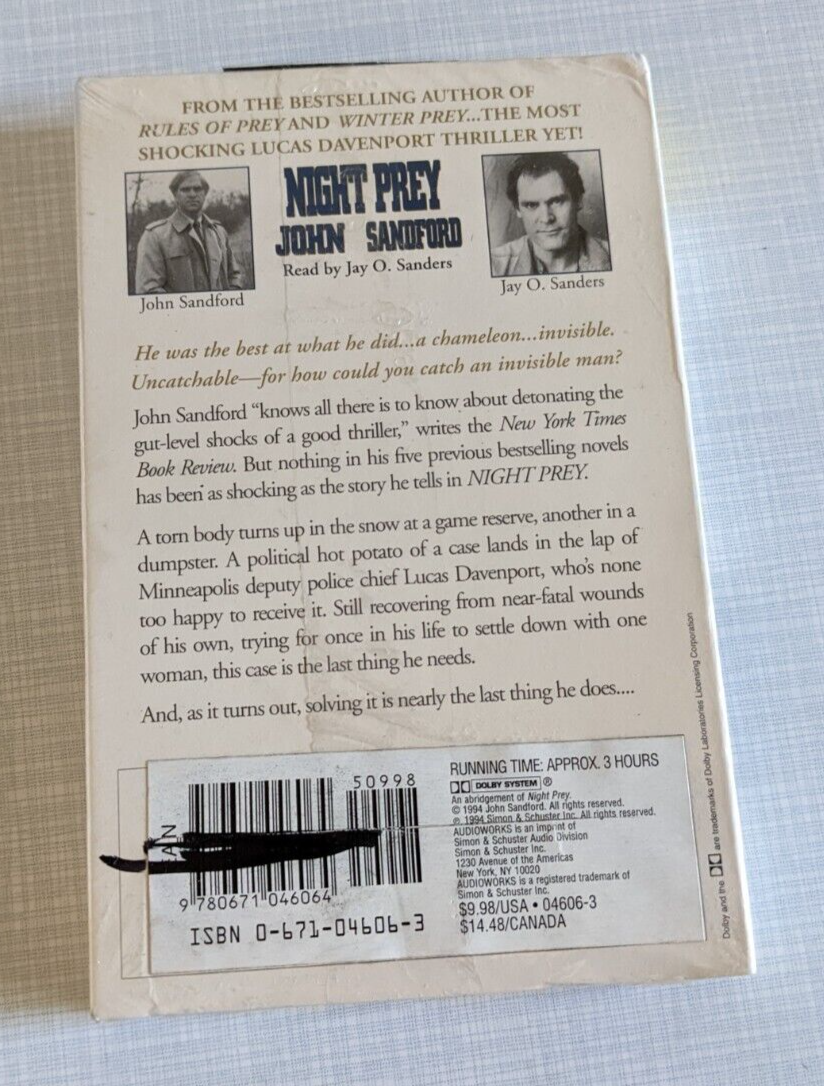 FROM THE BESTSELLING AUTHOR OF
RULES OF PREY AND WINTER PREY...THE MOST
SHOCKING LUCAS DAVENPORT THRILLER YET!
NIGHT PREY
JOHN SANDFORD
Read by Jay O. Sanders
John Sandford
Jay O. Sanders
He was the best at what he did...a chameleon...invisible.
Uncatchable—for how could you catch an invisible man?
John Sandford “knows all there is to know about detonating the
gut-level shocks of a good thriller,” writes the New York Times
Book Review. But nothing in his five previous bestselling novels
has been as shocking as the story he tells in NIGHT PREY.
A torn body turns up in the snow at a game reserve, another in a
dumpster. A political hot potato of a case lands in the lap of
Minneapolis deputy police chief Lucas Davenport, who's none
too happy to receive it. Still recovering from near-fatal wounds
of his own, trying for once in his life to settle down with one
woman, this case is the last thing he needs.
And, as it turns out, solving it is nearly the last thing he does....
50998
EAN
9 780671 046064
ISBN 0-671-04606-3
RUNNING TIME: APPROX. 3 HOURS
DOLBY SYSTEM ®
An abridgement of Night Prey.
© 1994 John Sandford. All rights reserved.
℗ 1994 Simon & Schuster Inc. All rights reserved.
AUDIOWORKS is an imprint of
Simon & Schuster Audio Division
Simon & Schuster Inc.
1230 Avenue of the Americas
New York, NY 10020
AUDIOWORKS is a registered trademark of
Simon & Schuster Inc.
$9.98/USA • 04606-3
$14.48/CANADA
Dolby and the are trademarks of Dolby Laboratories Licensing Corporation